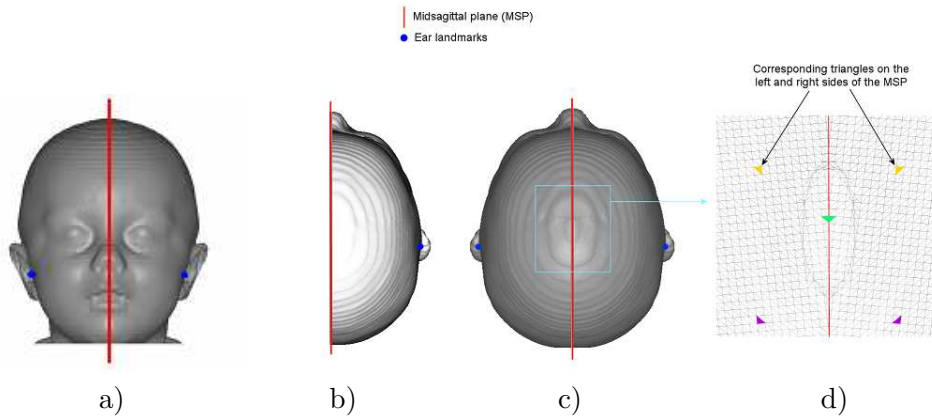 Midsagittal plane (MSP)
Ear landmarks
Corresponding triangles on the
left and right sides of the MSP
a)
b)
c)
d)